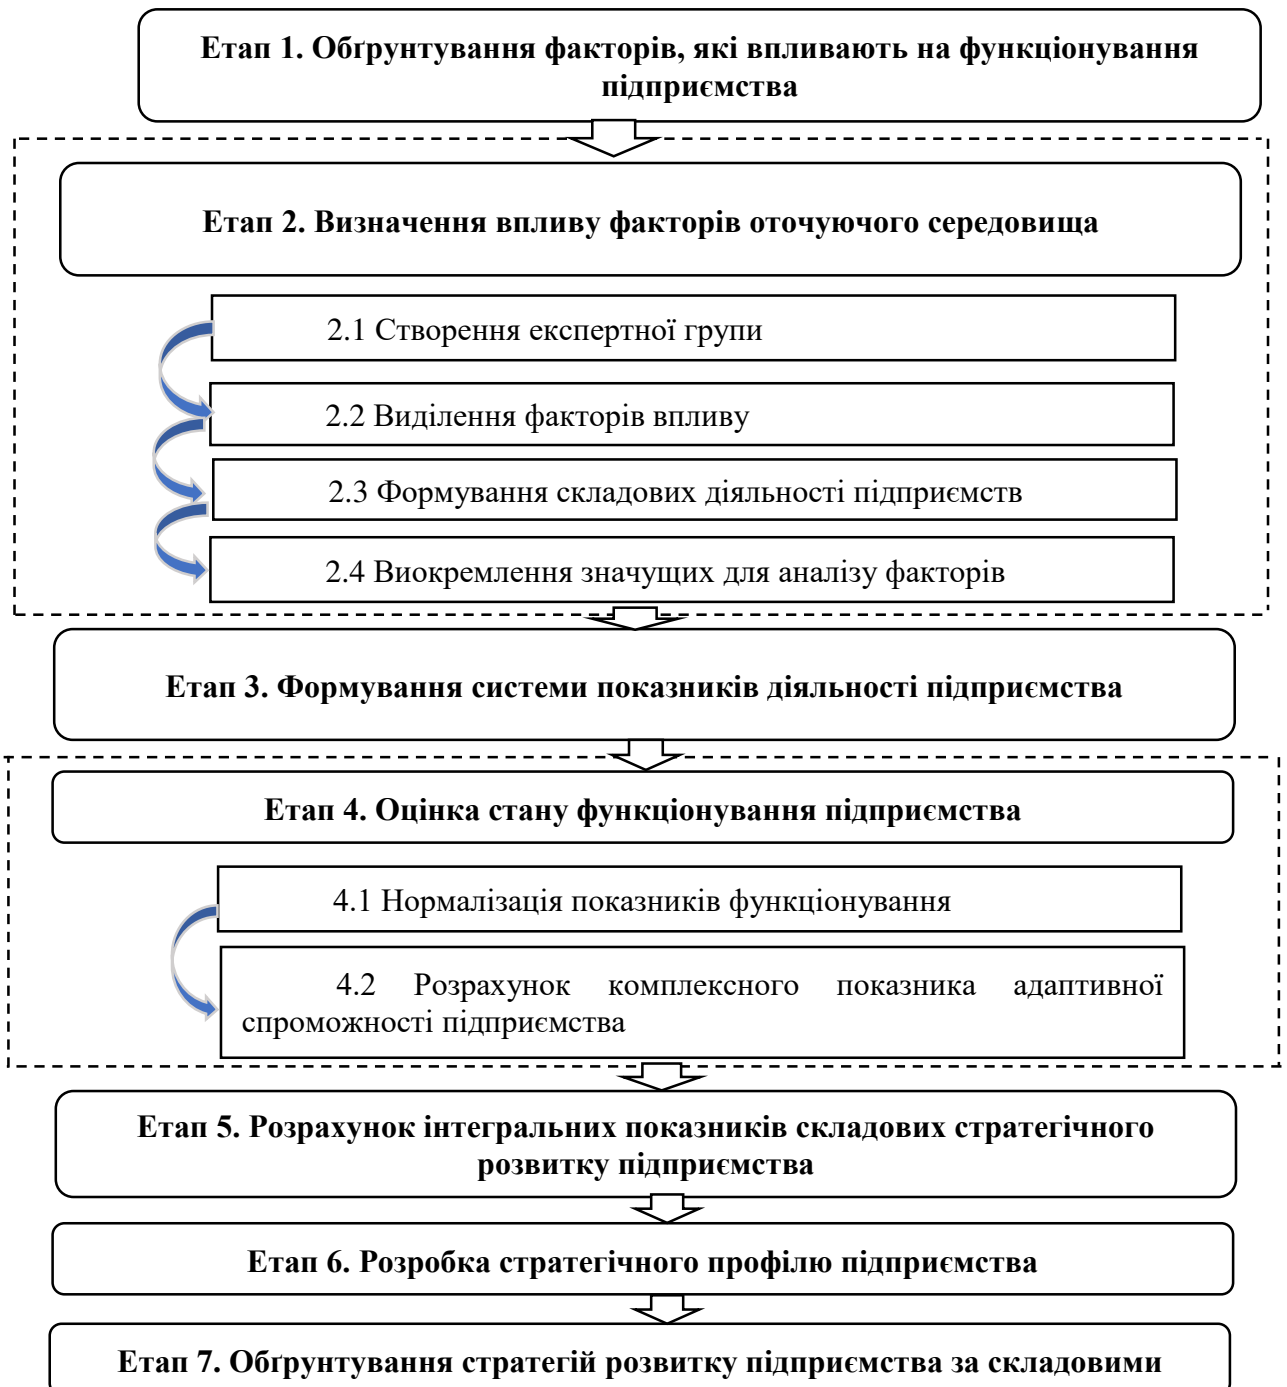 Етап 1. Обґрунтування факторів, які впливають на функціонування
підприємства
Етап 2. Визначення впливу факторів оточуючого середовища
2.1 Створення експертної групи
2.2 Виділення факторів впливу
2.3 Формування складових діяльності підприємств
2.4 Виокремлення значущих для аналізу факторів
Етап 3. Формування системи показників діяльності підприємства
Етап 4. Оцінка стану функціонування підприємства
4.1 Нормалізація показників функціонування
4.2 Розрахунок комплексного показника адаптивної
спроможності підприємства
Етап 5. Розрахунок інтегральних показників складових стратегічного
розвитку підприємства
Етап 6. Розробка стратегічного профілю підприємства
Етап 7. Обґрунтування стратегій розвитку підприємства за складовими